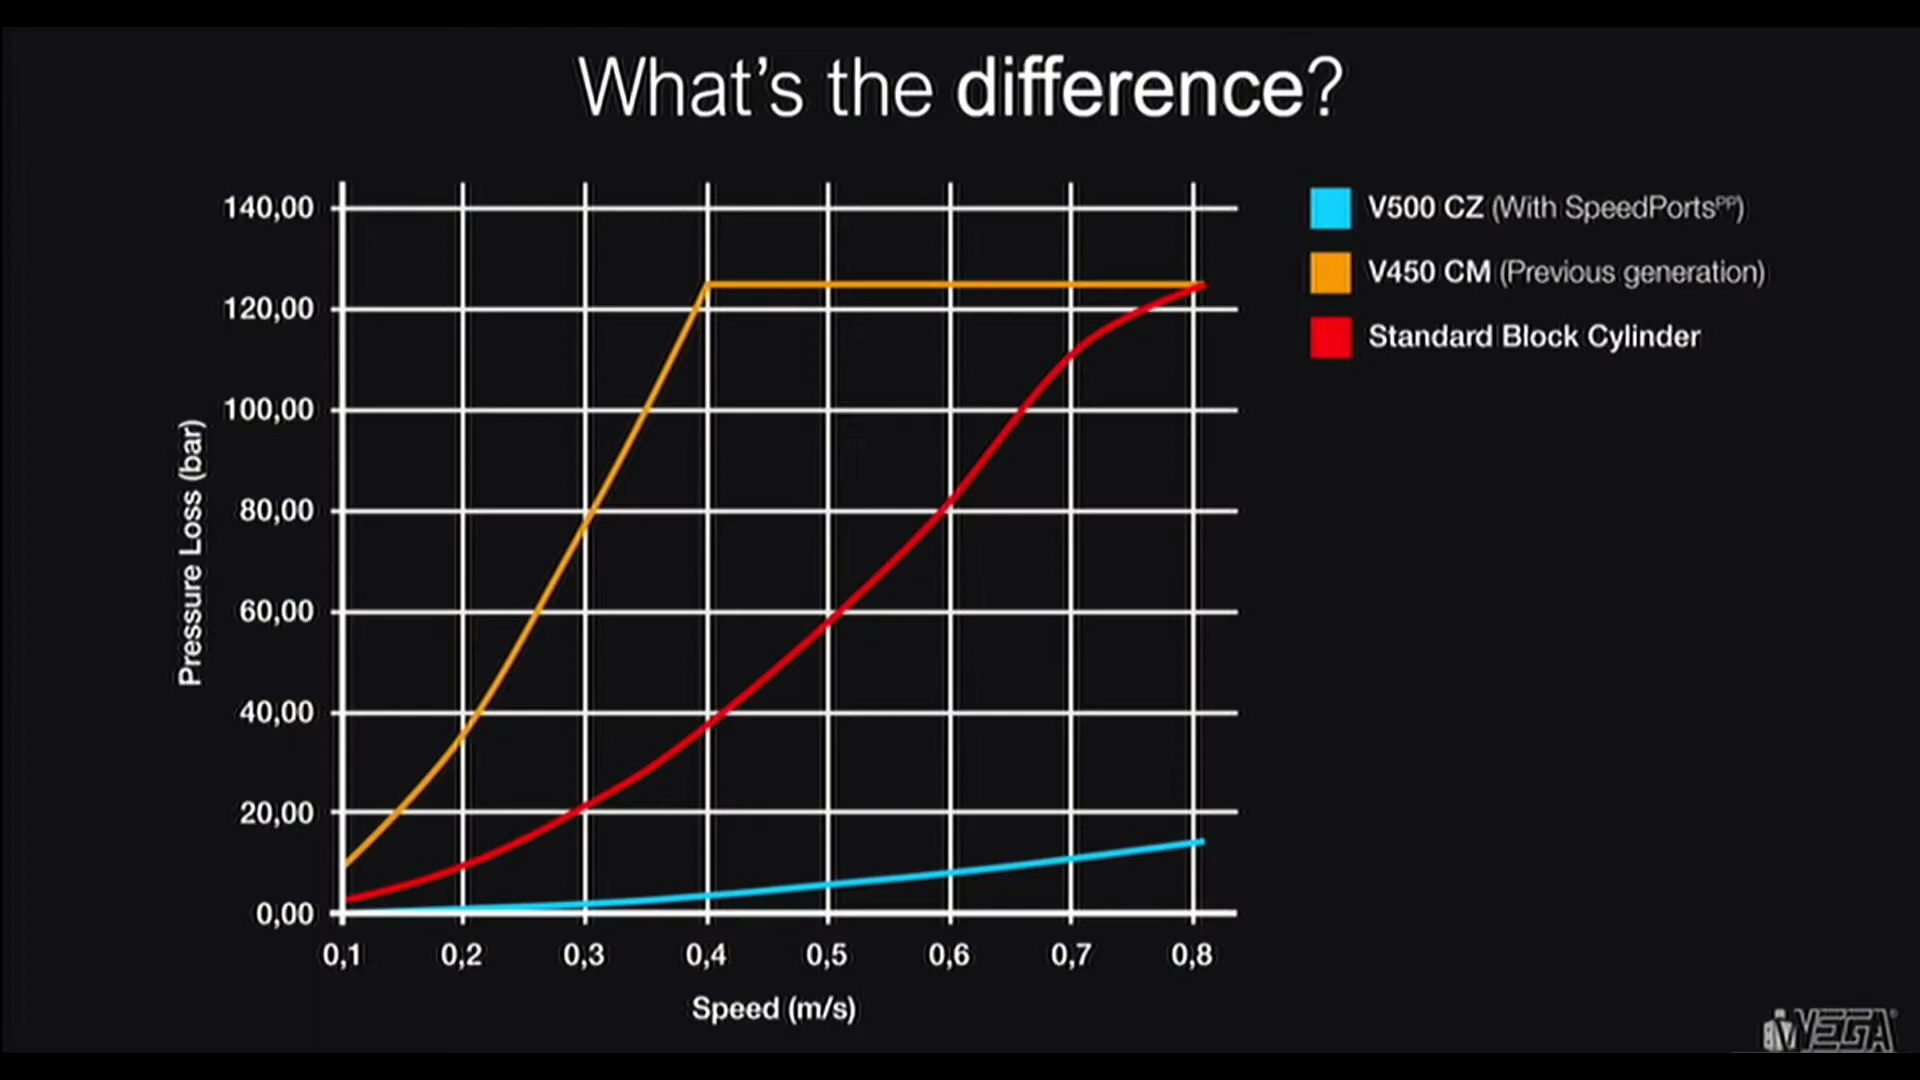 What's the difference?
V500 CZ (With SpeedPortsᴾᴾ)
V450 CM (Previous generation)
Standard Block Cylinder
Pressure Loss (bar)
140,00
120,00
100,00
80,00
60,00
40,00
20,00
0,00
0,1 0,2 0,3 0,4 0,5 0,6 0,7 0,8
Speed (m/s)
VEGA®